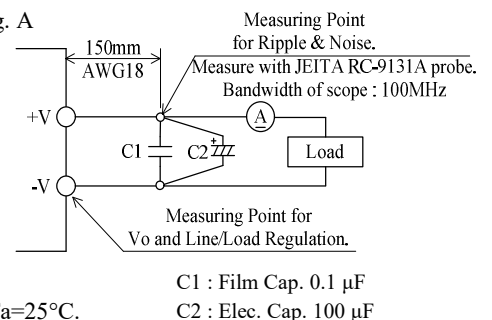 g. A
Measuring Point
for Ripple & Noise.
150mm
AWG18
Measure with JEITA RC-9131A probe.
Bandwidth of scope : 100MHz
+V
A
C1
C2
+
Load
-V
Measuring Point for
Vo and Line/Load Regulation.
C1 : Film Cap. 0.1 μF
a=25°C.
C2 : Elec. Cap. 100 μF